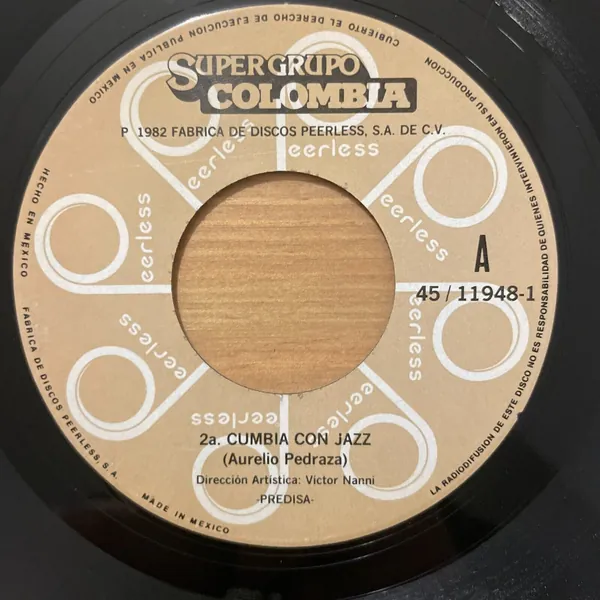 SUPERGRUPO
COLOMBIA
P 1982 FABRICA DE DISCOS PEERLESS, S.A. DE C.V.
A
45 / 11948-1
2a. CUMBIA CON JAZZ
(Aurelio Pedraza)
Dirección Artística: Victor Nanni
-PREDISA-
HECHO EN MEXICO
FABRICA DE DISCOS PEERLESS, S.A.
MADE IN MEXICO
CUBIERTO EL DERECHO DE EJECUCION PUBLICA EN MEXICO
LA RADIODIFUSION DE ESTE DISCO NO ES RESPONSABILIDAD DE QUIENES INTERVINIERON EN SU PRODUCCION
eerless
eerless
eerless
eerless
eerless
eerless
eerless
eerless